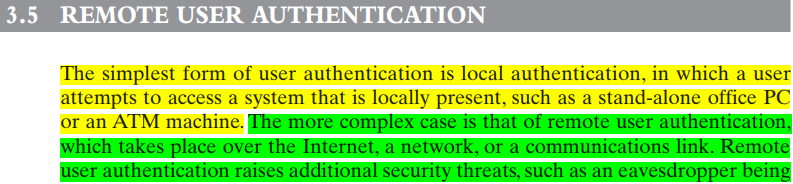 3.5 REMOTE USER AUTHENTICATION
The simplest form of user authentication is local authentication, in which a user
attempts to access a system that is locally present, such as a stand-alone office PC
or an ATM machine. The more complex case is that of remote user authentication,
which takes place over the Internet, a network, or a communications link. Remote
user authentication raises additional security threats, such as an eavesdropper being